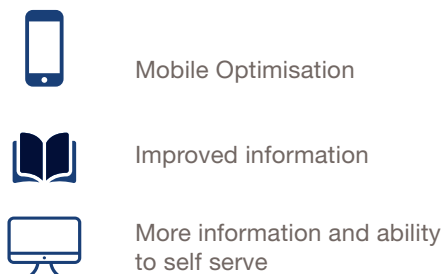 Mobile Optimisation
Improved information
More information and ability
to self serve